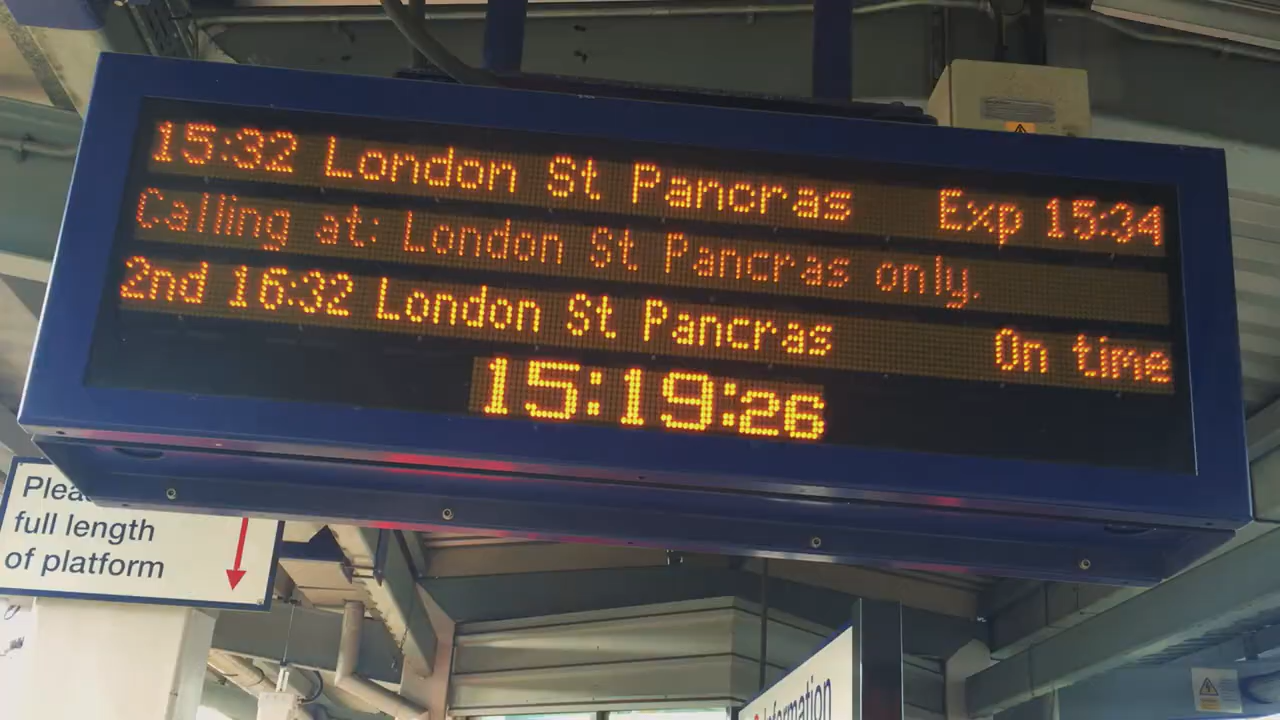 15:32 London St Pancras Exp 15:34
Calling at: London St Pancras only.
2nd 16:32 London St Pancras On time
15:19:26
full length
of platform